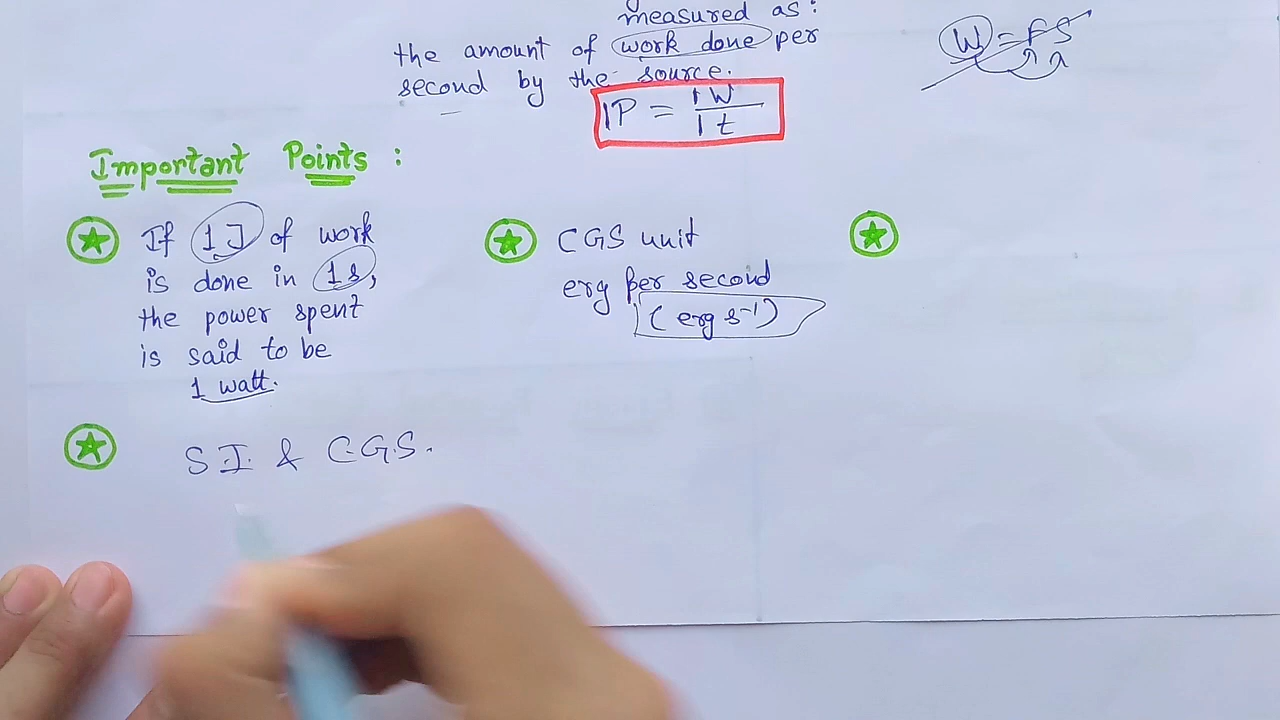 measured as:
the amount of work done per
second by the source.
1P = 1W
1t
W = FS
Important Points :
If 1J of work
is done in 1s,
the power spent
is said to be
1 watt.
CGS unit
erg per second
(erg s⁻¹)
S.I. & C.G.S.